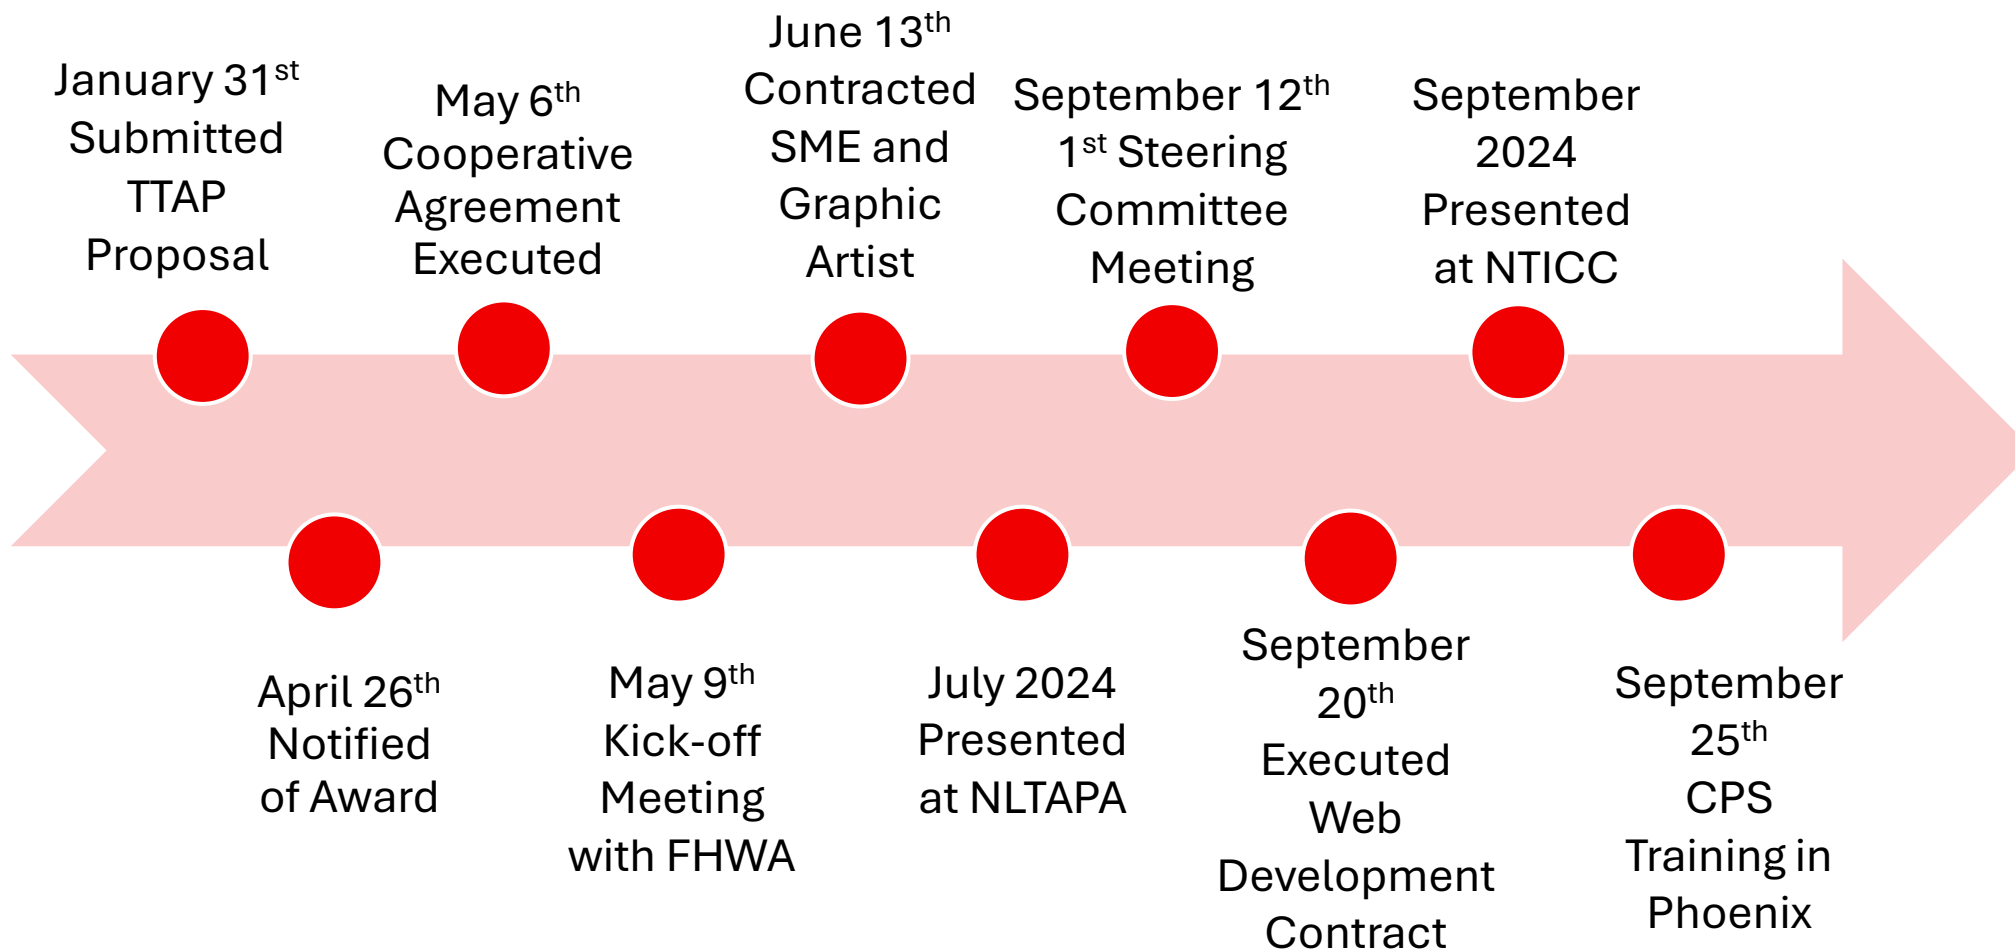 January 31st
Submitted
TTAP
Proposal
April 26th
Notified
of Award
May 6th
Cooperative
Agreement
Executed
May 9th
Kick-off
Meeting
with FHWA
June 13th
Contracted
SME and
Graphic
Artist
July 2024
Presented
at NLTAPA
September 12th
1st Steering
Committee
Meeting
September
20th
Executed
Web
Development
Contract
September
2024
Presented
at NTICC
September
25th
CPS
Training in
Phoenix